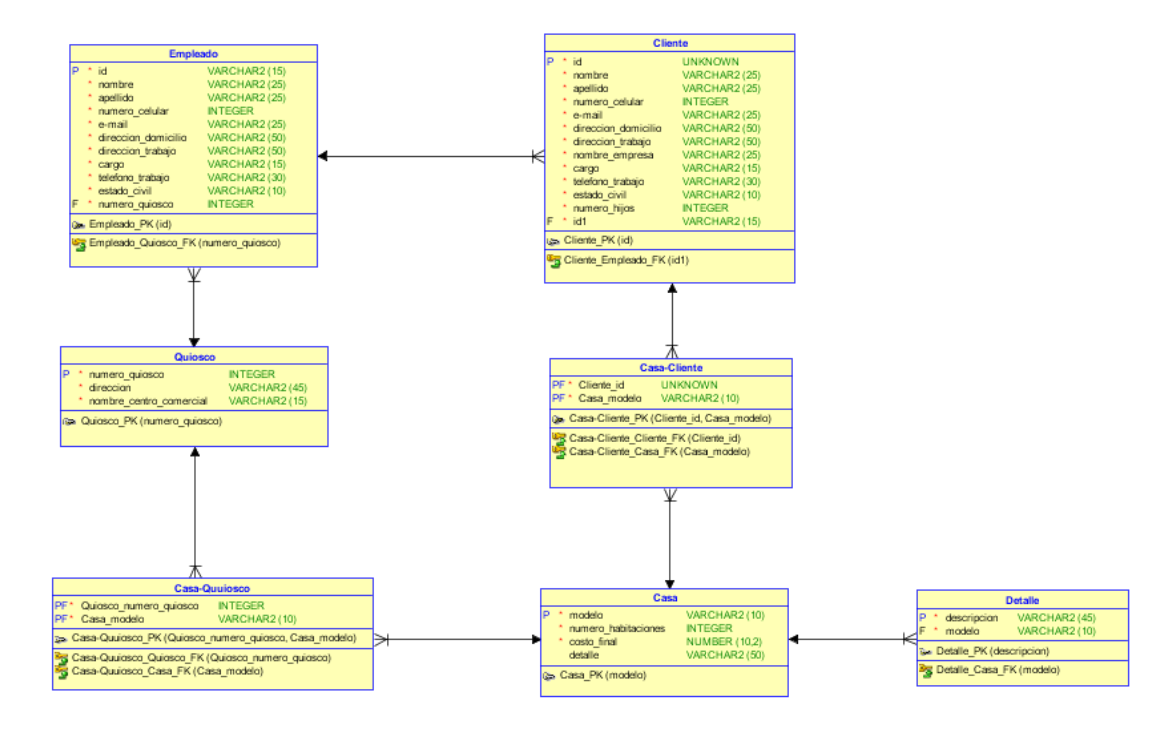 Empleado
P * id VARCHAR2 (15)
* nombre VARCHAR2 (25)
* apellido VARCHAR2 (25)
* numero_celular INTEGER
* e-mail VARCHAR2 (25)
* direccion_domicilio VARCHAR2 (50)
* direccion_trabajo VARCHAR2 (50)
* cargo VARCHAR2 (15)
* telefono_trabajo VARCHAR2 (30)
* estado_civil VARCHAR2 (10)
F * numero_quiosco INTEGER
Empleado_PK (id)
Empleado_Quiosco_FK (numero_quiosco)
Cliente
P * id UNKNOWN
* nombre VARCHAR2 (25)
* apellido VARCHAR2 (25)
* numero_celular INTEGER
* e-mail VARCHAR2 (25)
* direccion_domicilio VARCHAR2 (50)
* direccion_trabajo VARCHAR2 (50)
* nombre_empresa VARCHAR2 (25)
* cargo VARCHAR2 (15)
* telefono_trabajo VARCHAR2 (30)
* estado_civil VARCHAR2 (10)
* numero_hijos INTEGER
F * id1 VARCHAR2 (15)
Cliente_PK (id)
Cliente_Empleado_FK (id1)
Quiosco
P * numero_quiosco INTEGER
* direccion VARCHAR2 (45)
* nombre_centro_comercial VARCHAR2 (15)
Quiosco_PK (numero_quiosco)
Casa-Cliente
PF * Cliente_id UNKNOWN
PF * Casa_modelo VARCHAR2 (10)
Casa-Cliente_PK (Cliente_id, Casa_modelo)
Casa-Cliente_Cliente_FK (Cliente_id)
Casa-Cliente_Casa_FK (Casa_modelo)
Casa-Quuiosco
PF * Quiosco_numero_quiosco INTEGER
PF * Casa_modelo VARCHAR2 (10)
Casa-Quuiosco_PK (Quiosco_numero_quiosco, Casa_modelo)
Casa-Quuiosco_Quiosco_FK (Quiosco_numero_quiosco)
Casa-Quuiosco_Casa_FK (Casa_modelo)
Casa
P * modelo VARCHAR2 (10)
* numero_habitaciones INTEGER
* costo_final NUMBER (10,2)
detalle VARCHAR2 (50)
Casa_PK (modelo)
Detalle
P * descripcion VARCHAR2 (45)
F * modelo VARCHAR2 (10)
Detalle_PK (descripcion)
Detalle_Casa_FK (modelo)